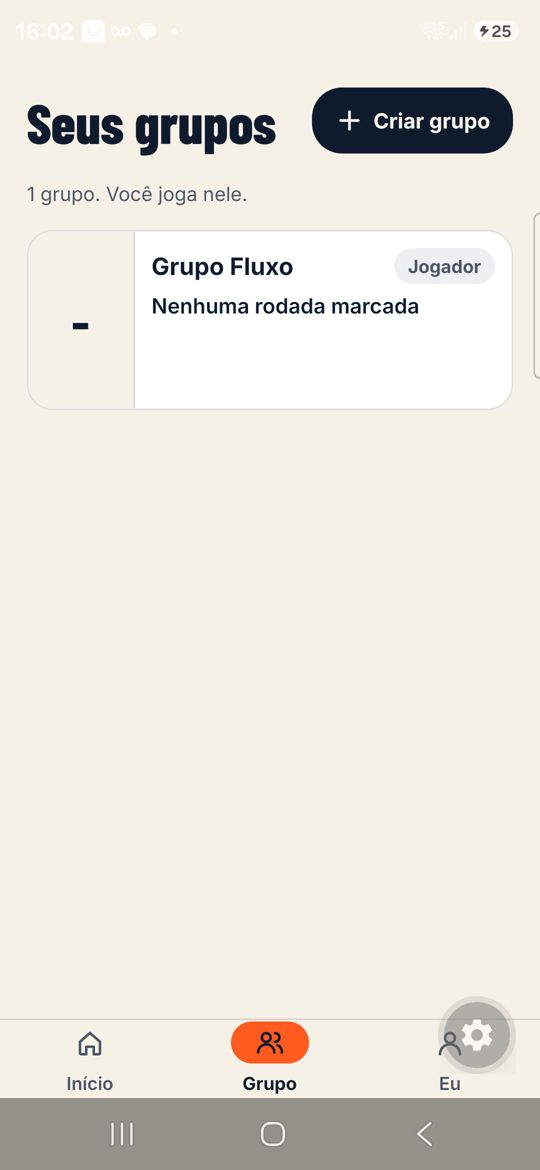 16:02
25
Seus grupos
+ Criar grupo
1 grupo. Você joga nele.
-
Grupo Fluxo
Jogador
Nenhuma rodada marcada
Início
Grupo
Eu